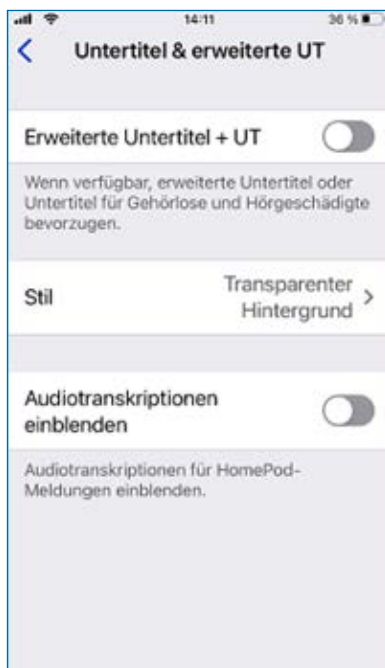 14:11
36 %
Untertitel & erweiterte UT
Erweiterte Untertitel + UT
Wenn verfügbar, erweiterte Untertitel oder
Untertitel für Gehörlose und Hörgeschädigte
bevorzugen.
Stil
Transparenter
Hintergrund
Audiotranskriptionen
einblenden
Audiotranskriptionen für HomePod-
Meldungen einblenden.